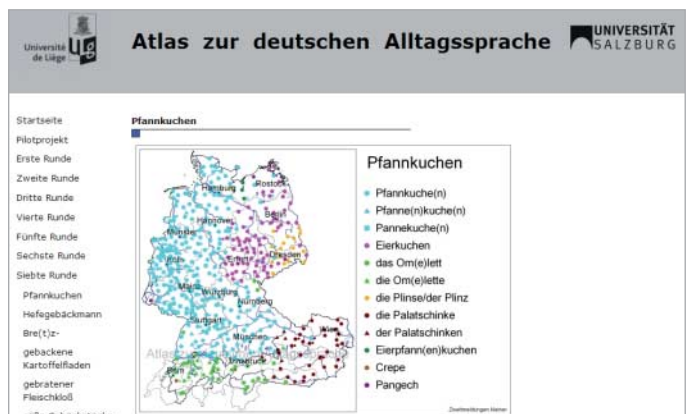 Université
de Liège
Atlas zur deutschen Alltagssprache
UNIVERSITÄT
SALZBURG
Startseite
Pilotprojekt
Erste Runde
Zweite Runde
Dritte Runde
Vierte Runde
Fünfte Runde
Sechste Runde
Siebte Runde
Pfannkuchen
Hefegebäckmann
Bre(t)z-
gebackene
Kartoffelfladen
gebratener
Fleischkloß
Pfannkuchen
Hamburg
Rostock
Hannover
Berlin
Münster
Köln
Erfurt
Dresden
Mainz
Würzburg
Nürnberg
Stuttgart
München
Wien
Innsbruck
Bern
Pfannkuchen
Pfannkuche(n)
Pfanne(n)kuche(n)
Pannekuche(n)
Eierkuchen
das Om(e)lett
die Om(e)lette
die Plinse/der Plinz
die Palatschinke
der Palatschinken
Eierpfann(en)kuchen
Crepe
Pangech